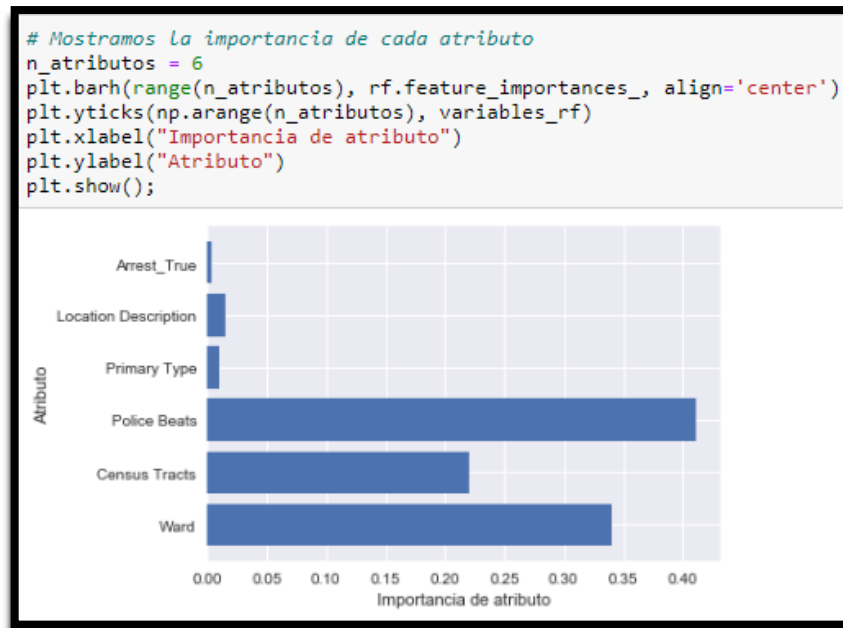 # Mostramos la importancia de cada atributo
n_atributos = 6
plt.barh(range(n_atributos), rf.feature_importances_, align='center')
plt.yticks(np.arange(n_atributos), variables_rf)
plt.xlabel("Importancia de atributo")
plt.ylabel("Atributo")
plt.show();
Arrest_True
Location Description
Primary Type
Police Beats
Census Tracts
Ward
Atributo
0.00 0.05 0.10 0.15 0.20 0.25 0.30 0.35 0.40
Importancia de atributo